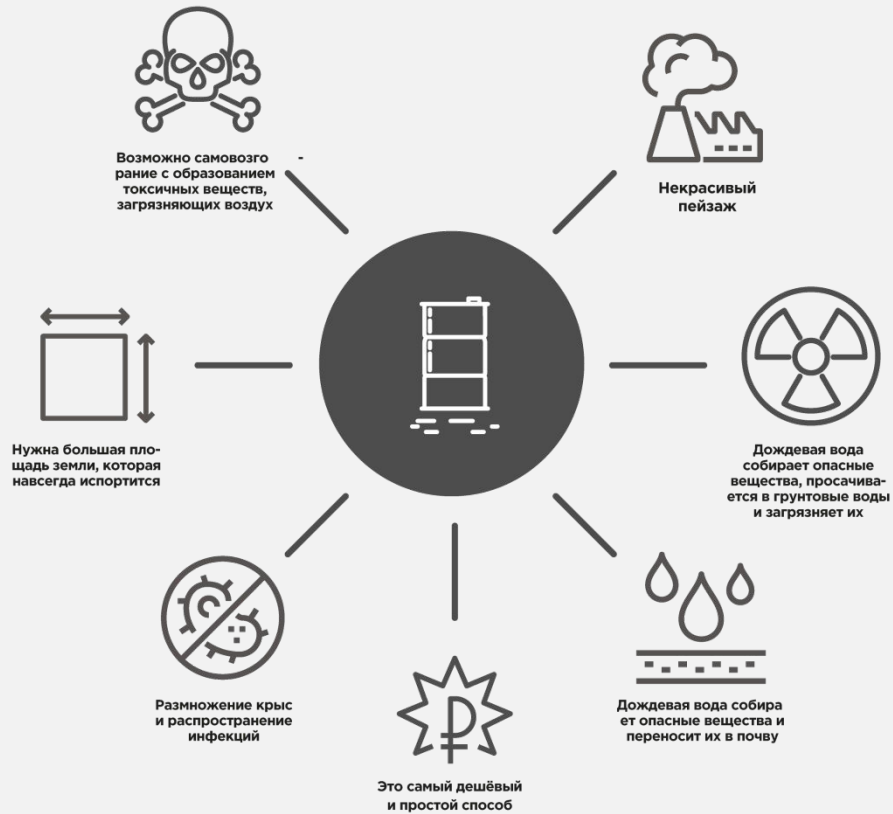 Возможно самовозго -
рание с образованием
токсичных веществ,
загрязняющих воздух
Некрасивый
пейзаж
Нужна большая пло-
щадь земли, которая
навсегда испортится
Дождевая вода
собирает опасные
вещества, просачива-
ется в грунтовые воды
и загрязняет их
Размножение крыс
и распространение
инфекций
Дождевая вода собира
ет опасные вещества и
переносит их в почву
Это самый дешёвый
и простой способ